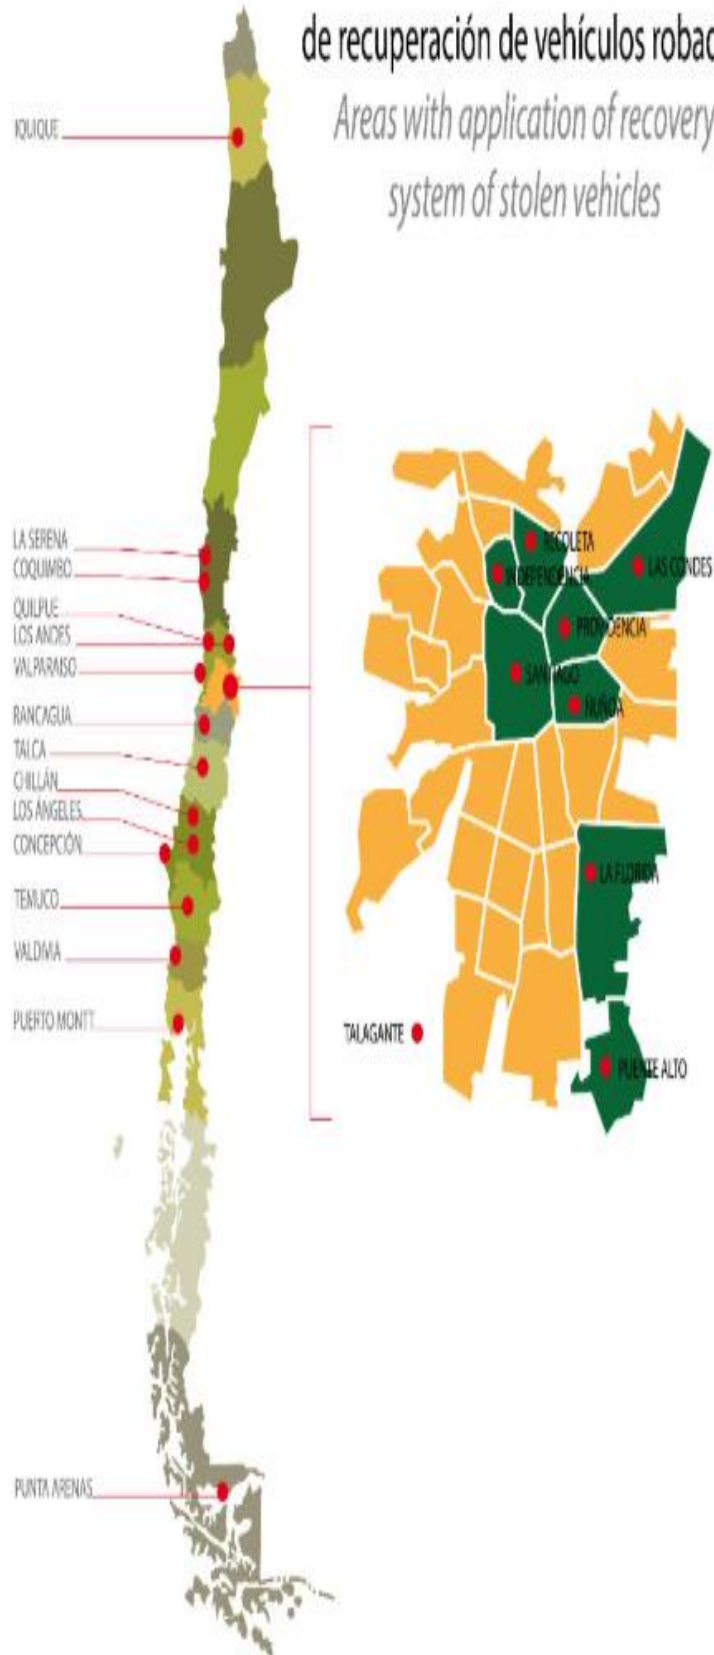 de recuperación de vehículos robad
Areas with application of recovery
system of stolen vehicles
IQUIQUE
LA SERENA
COQUIMBO
QUILPUE
LOS ANDES
VALPARAISO
RANCAGUA
TALCA
CHILLÁN
LOS ÁNGELES
CONCEPCIÓN
TEMUCO
VALDIVIA
PUERTO MONTT
PUNTA ARENAS
RECOLETA
INDEPENDENCIA
LAS CONDES
PROVIDENCIA
SANTIAGO
ÑUÑOA
LA FLORIDA
TALAGANTE
PUENTE ALTO